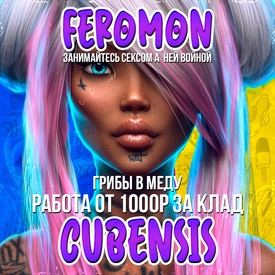 FEROMON
ЗАНИМАЙТЕСЬ СЕКСОМ А НЕЙ ВОЙНОЙ
ГРИБЫ В МЕДУ
РАБОТА ОТ 1000Р ЗА КЛАД
CUBENSIS